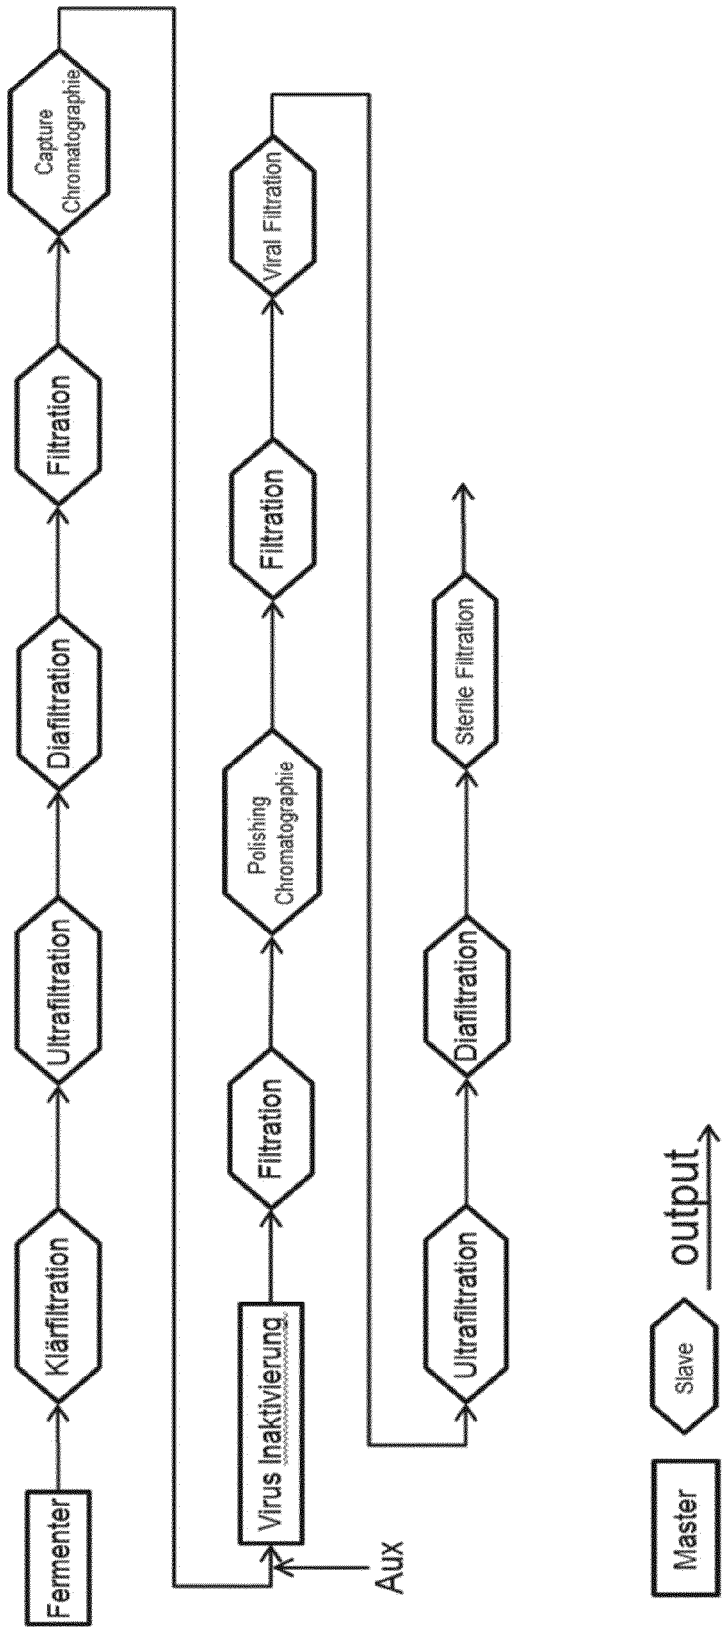 Fermenter
Klärfiltration
Ultrafiltration
Diafiltration
Filtration
Capture
Chromatographie
Aux
Virus Inaktivierung
Filtration
Polishing
Chromatographie
Filtration
Viral Filtration
Ultrafiltration
Diafiltration
Sterile Filtration
Master
Slave
output